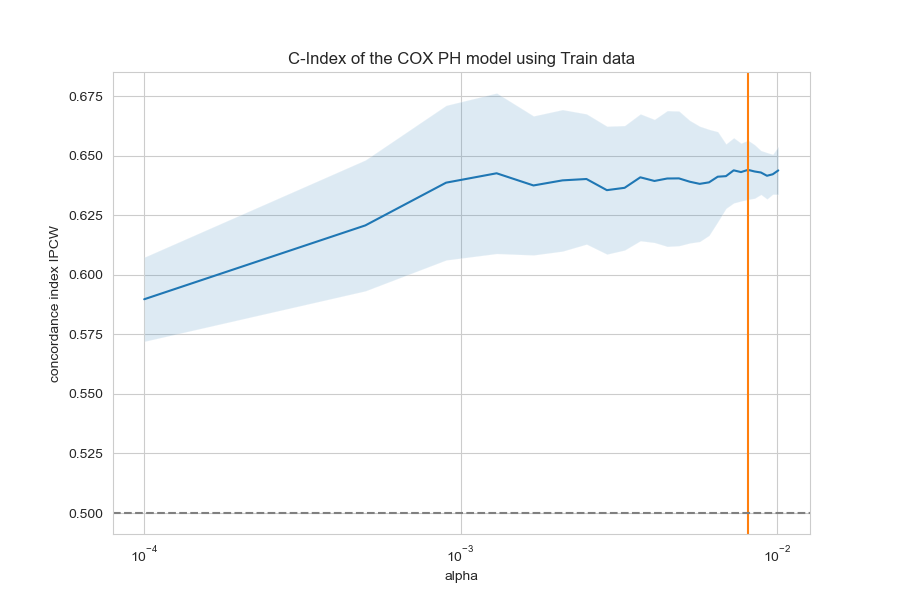 C-Index of the COX PH model using Train data
0.675
0.650
0.625
0.600
0.575
0.550
0.525
0.500
concordance index IPCW
10⁻⁴ 10⁻³ 10⁻²
alpha